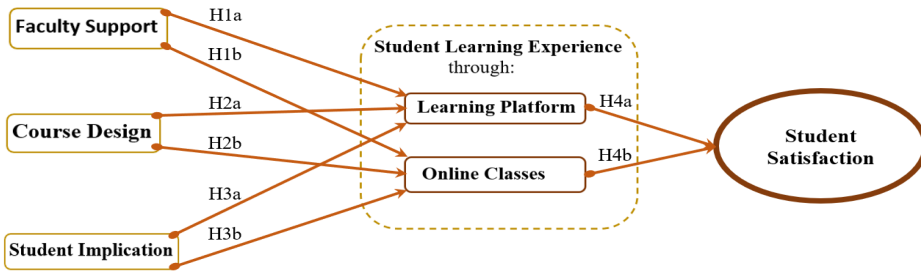 Faculty Support
H1a
H1b
Student Learning Experience
through:
H2a
Learning Platform
H4a
Course Design
H2b
Online Classes
H4b
Student
Satisfaction
H3a
Student Implication
H3b